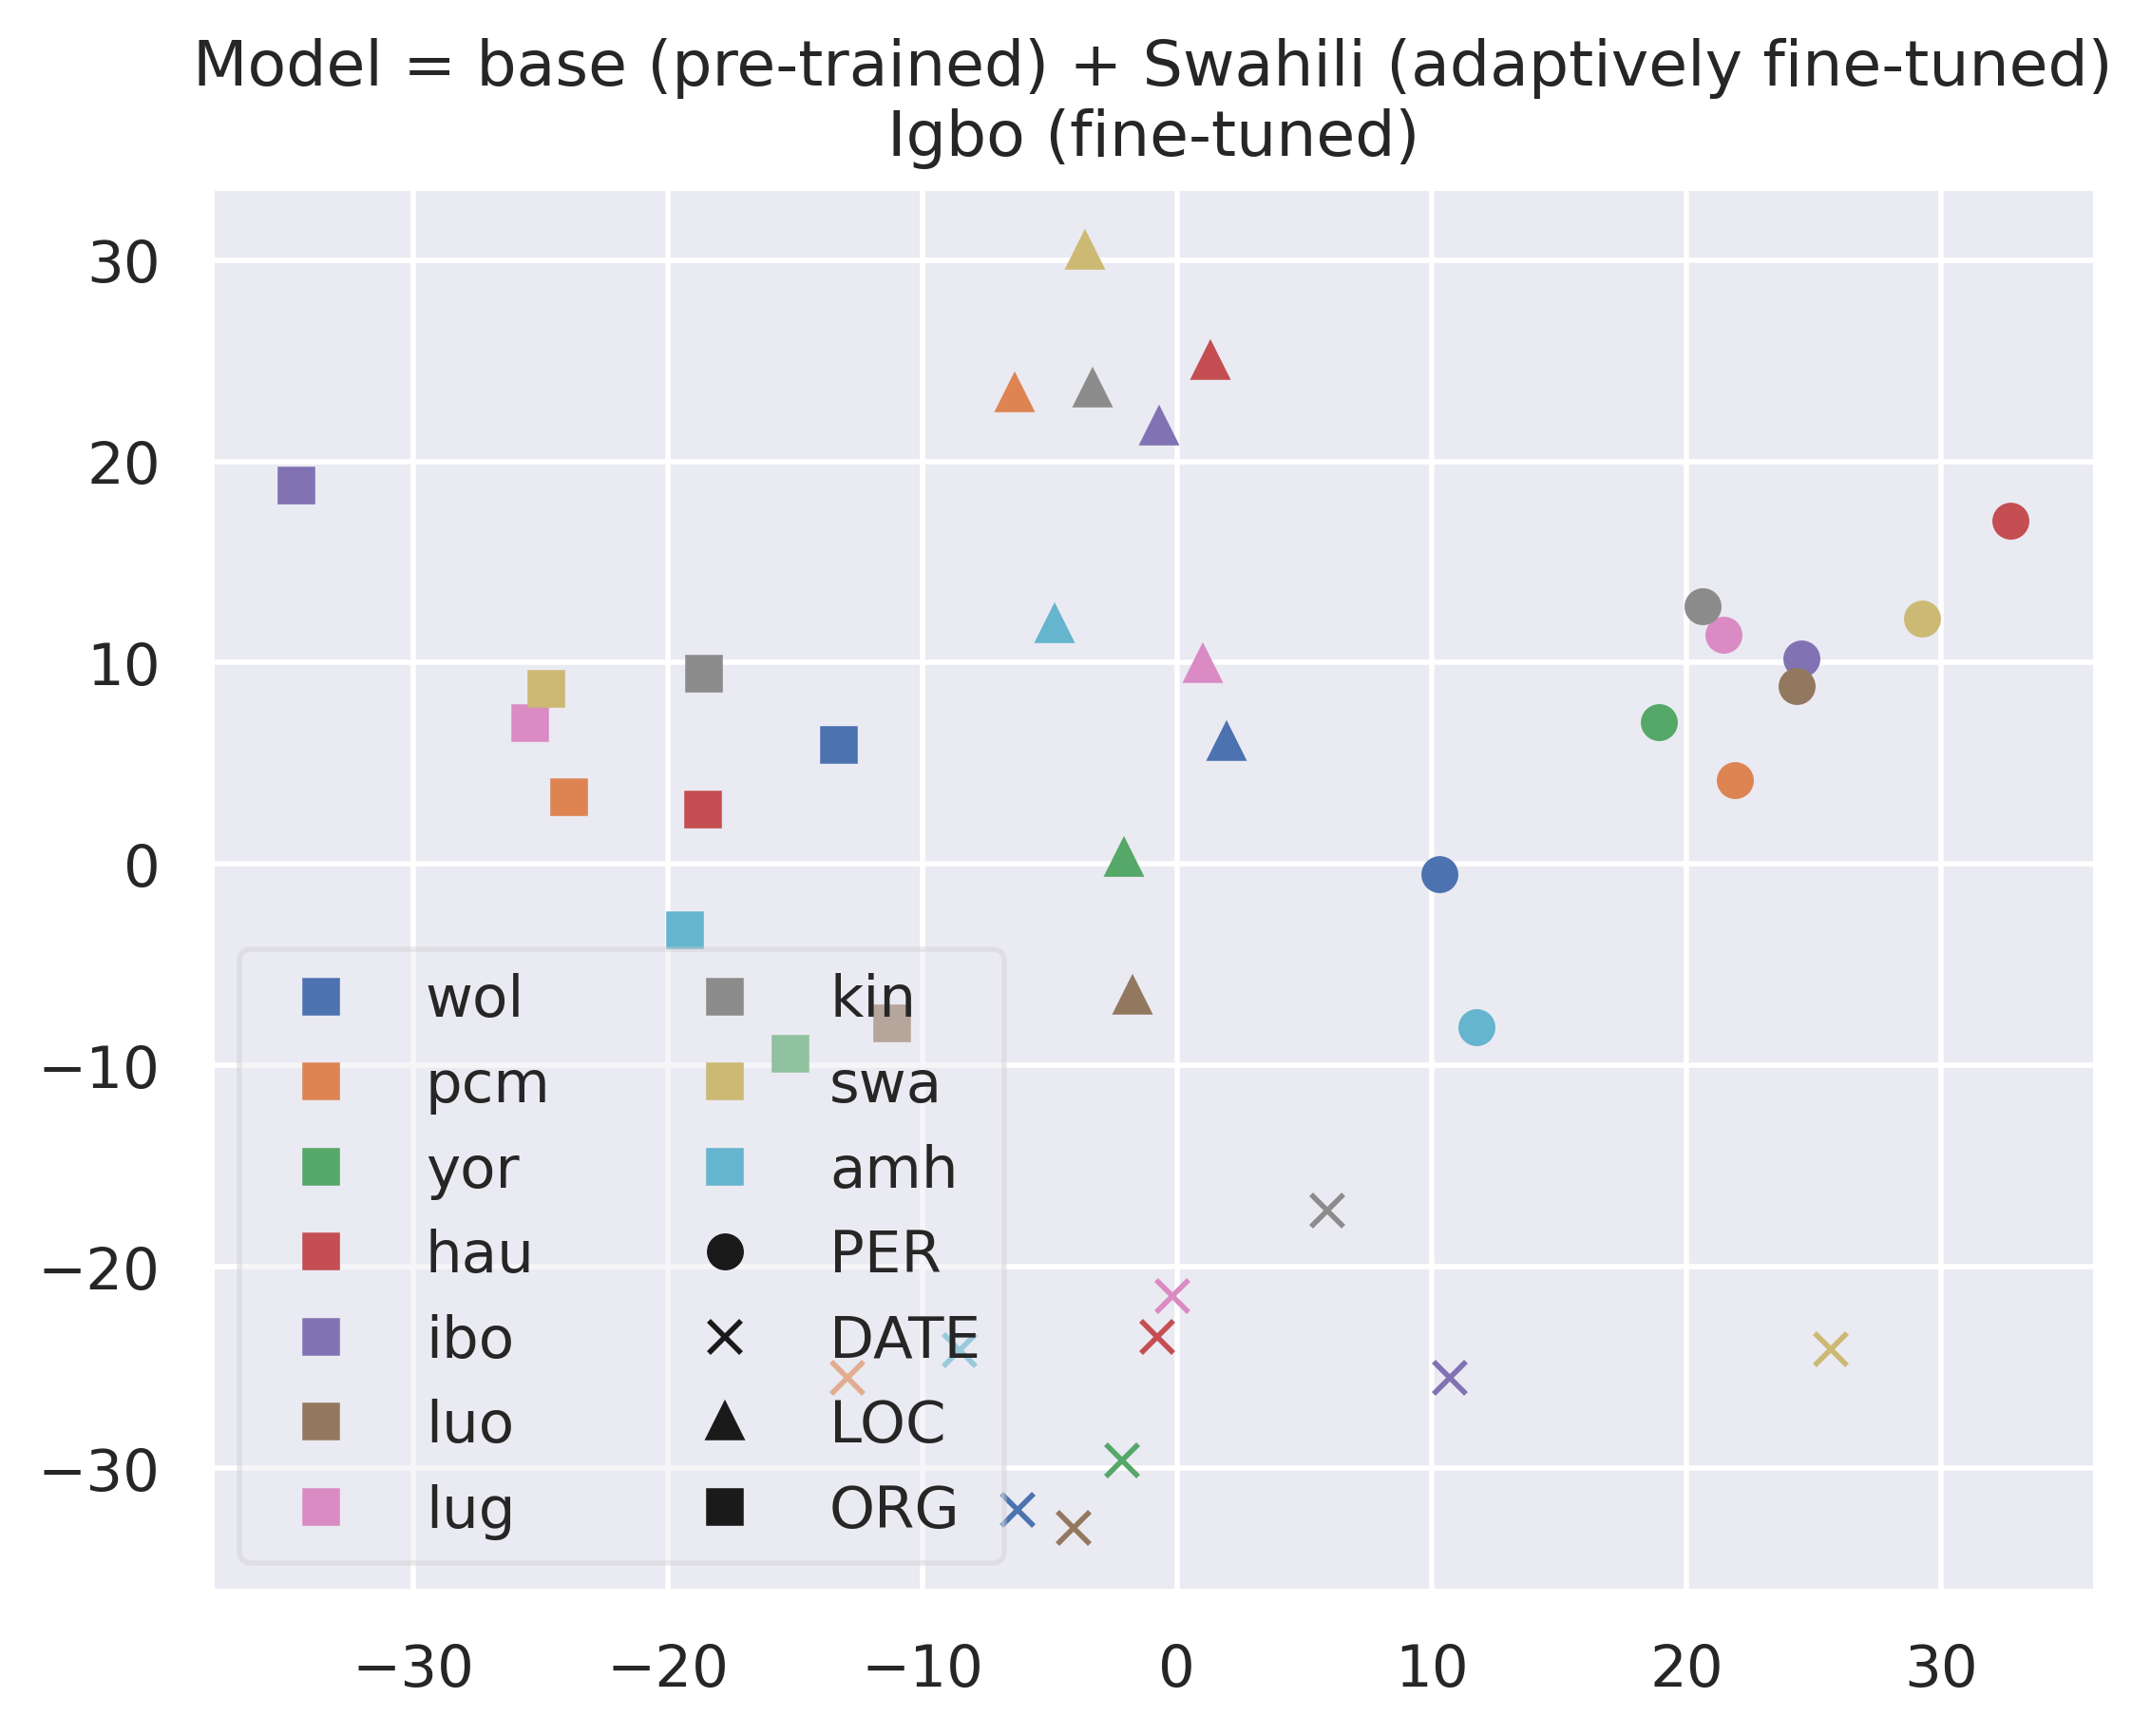 Model = base (pre-trained) + Swahili (adaptively fine-tuned)
Igbo (fine-tuned)
30
20
10
0
−10
−20
−30
wol
pcm
yor
hau
ibo
luo
lug
kin
swa
amh
PER
DATE
LOC
ORG
−30
−20
−10
0
10
20
30